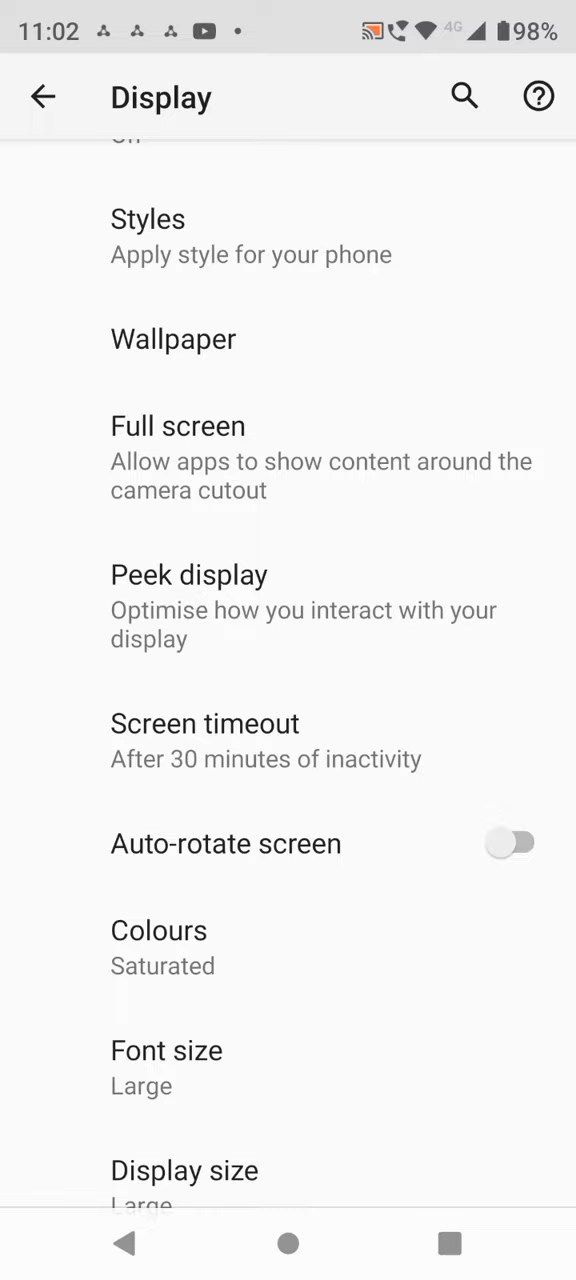 11:02
4G
98%
Display
Styles
Apply style for your phone
Wallpaper
Full screen
Allow apps to show content around the
camera cutout
Peek display
Optimise how you interact with your
display
Screen timeout
After 30 minutes of inactivity
Auto-rotate screen
Colours
Saturated
Font size
Large
Display size
Large